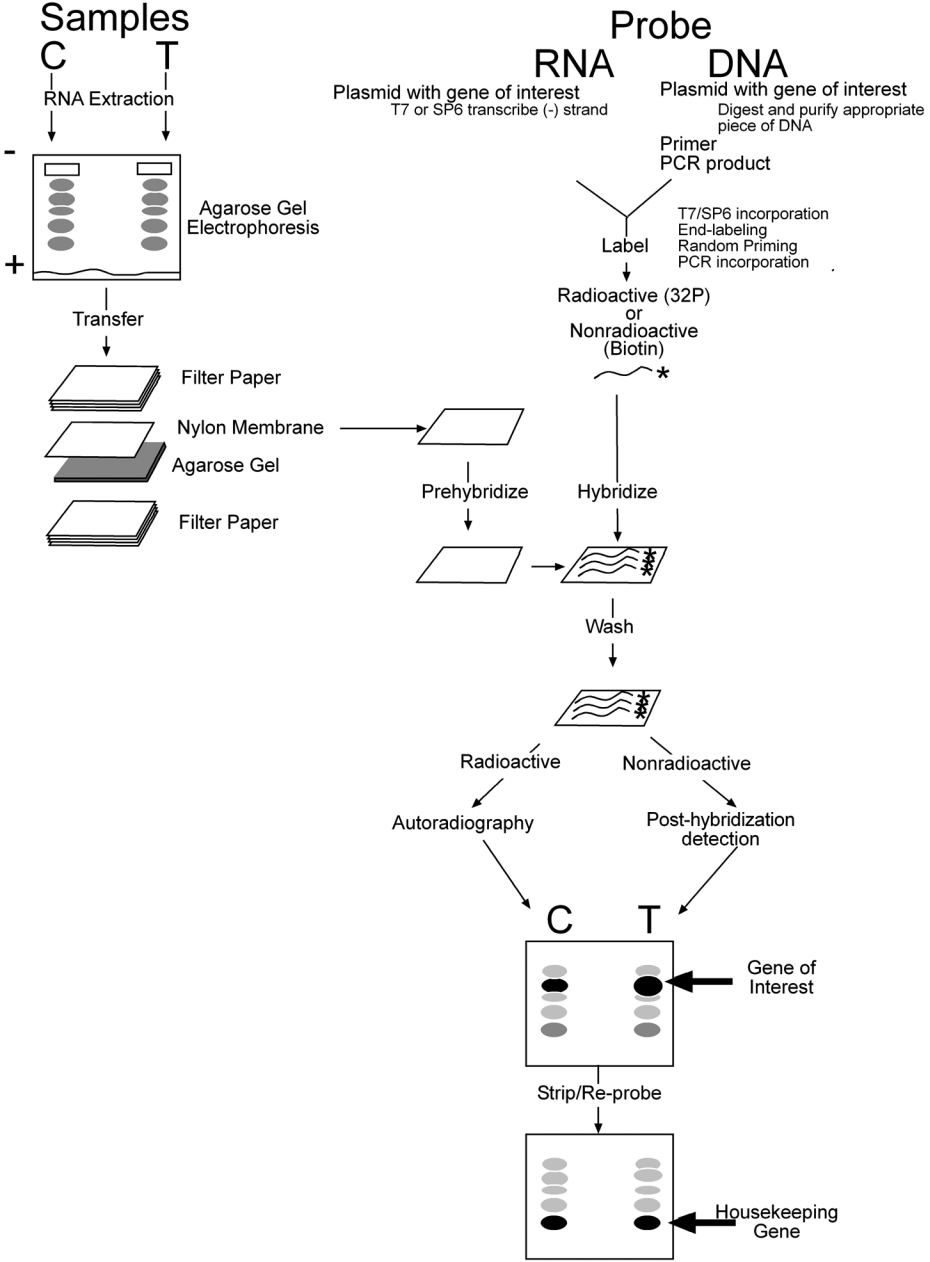 Samples
C T
RNA Extraction
-
+
Agarose Gel
Electrophoresis
Transfer
Filter Paper
Nylon Membrane
Agarose Gel
Filter Paper
Probe
RNA
DNA
Plasmid with gene of interest
T7 or SP6 transcribe (-) strand
Plasmid with gene of interest
Digest and purify appropriate
piece of DNA
Primer
PCR product
Label
T7/SP6 incorporation
End-labeling
Random Priming
PCR incorporation
.
Radioactive (32P)
or
Nonradioactive
(Biotin)
*
Prehybridize
Hybridize
***
Wash
***
Radioactive
Nonradioactive
Autoradiography
Post-hybridization
detection
C T
Gene of
Interest
Strip/Re-probe
Housekeeping
Gene